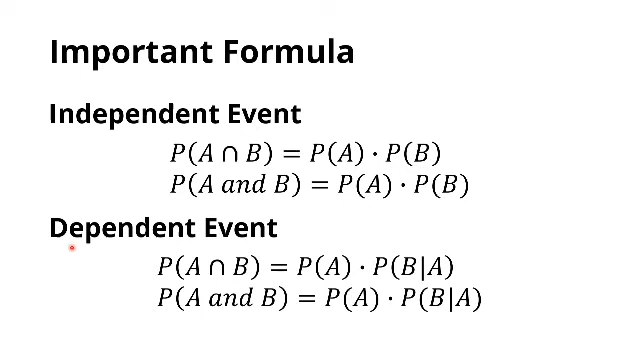 Important Formula
Independent Event
P(A ∩ B) = P(A) · P(B)
P(A and B) = P(A) · P(B)
Dependent Event
P(A ∩ B) = P(A) · P(B|A)
P(A and B) = P(A) · P(B|A)